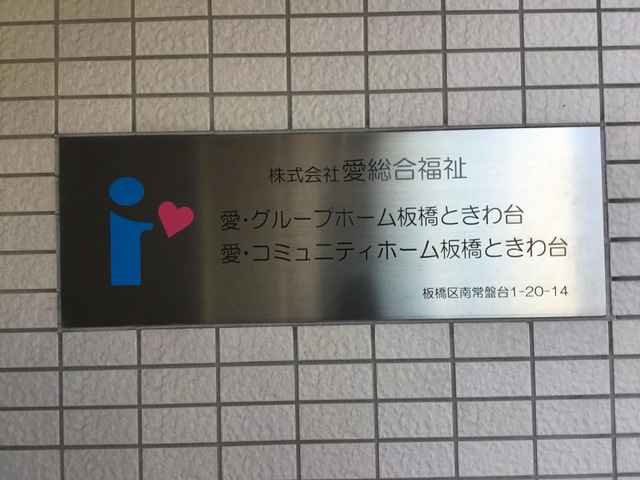 株式会社 愛総合福祉
愛・グループホーム板橋ときわ台
愛・コミュニティホーム板橋ときわ台
板橋区南常盤台1-20-14